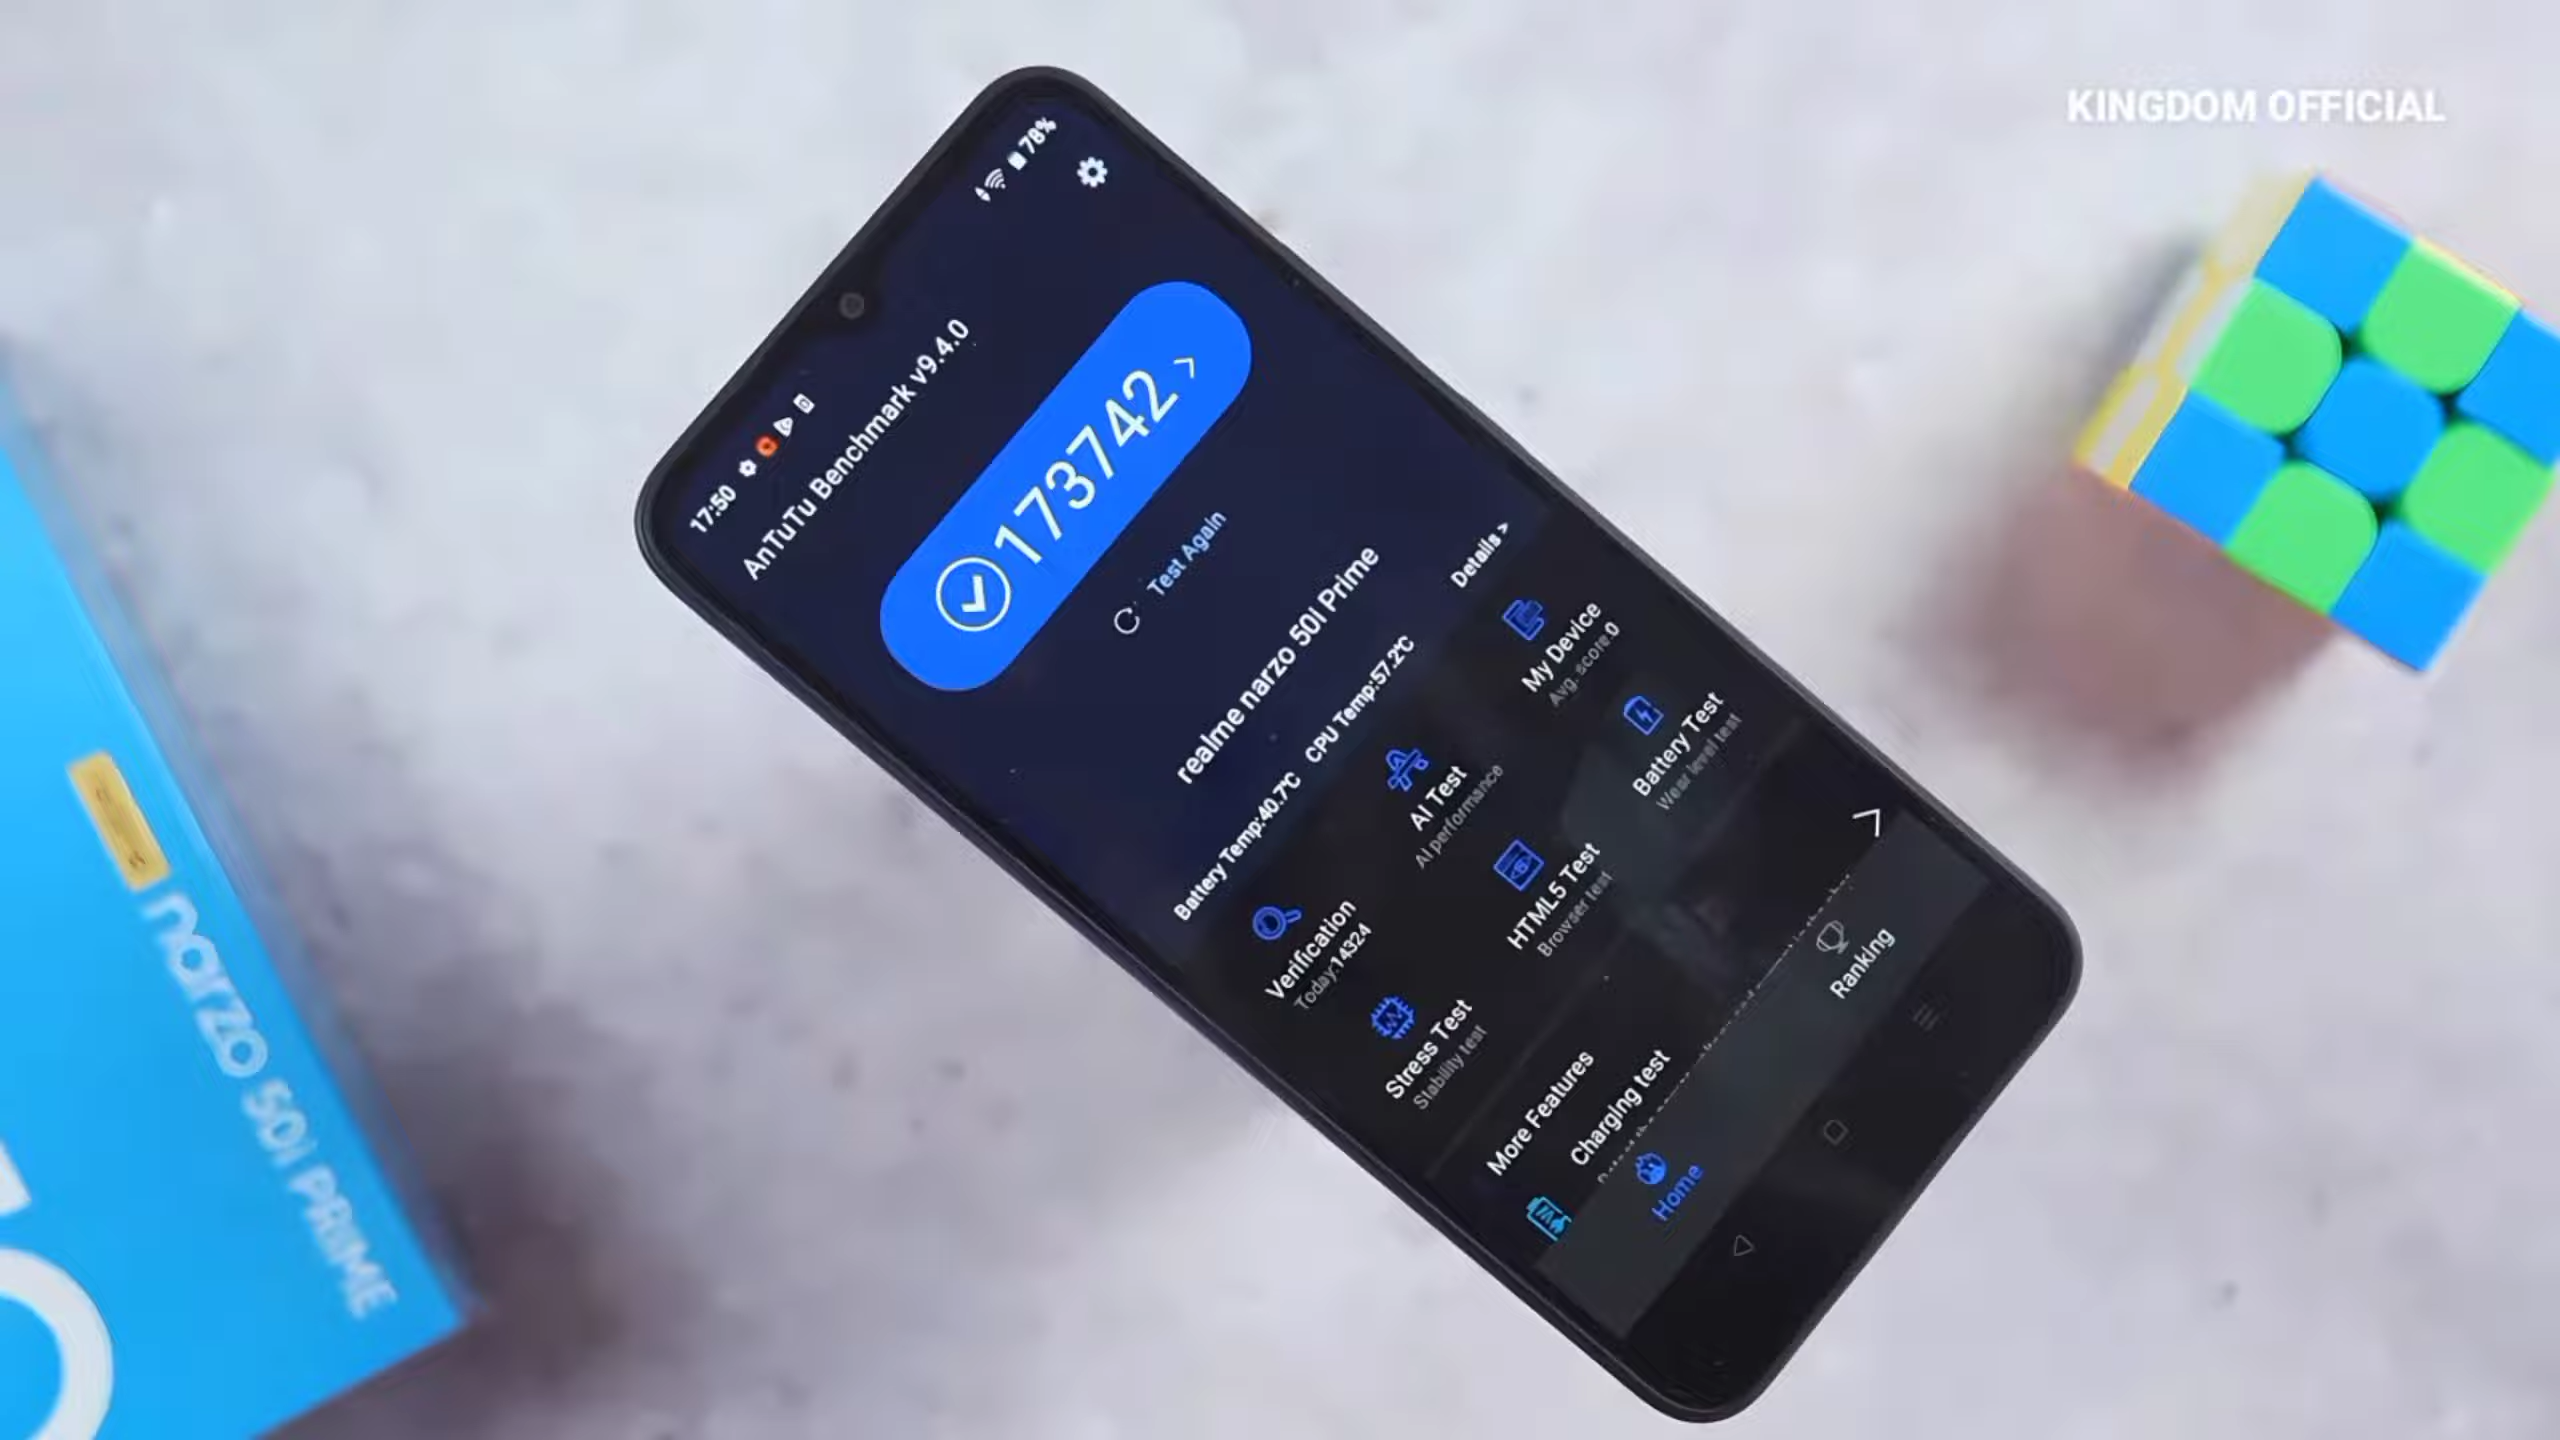 KINGDOM OFFICIAL
17:50
78%
AnTuTu Benchmark v9.4.0
173742
Test Again
realme narzo 50i Prime
Battery Temp:40.7℃ CPU Temp:57.2℃
Details >
Verification
Today:14324
AI Test
AI performance
My Device
Avg. score:0
Stress Test
Stability test
HTML5 Test
Browser test
Battery Test
Wear level test
More Features
Charging test
Home
Ranking
narzo 50i PRIME